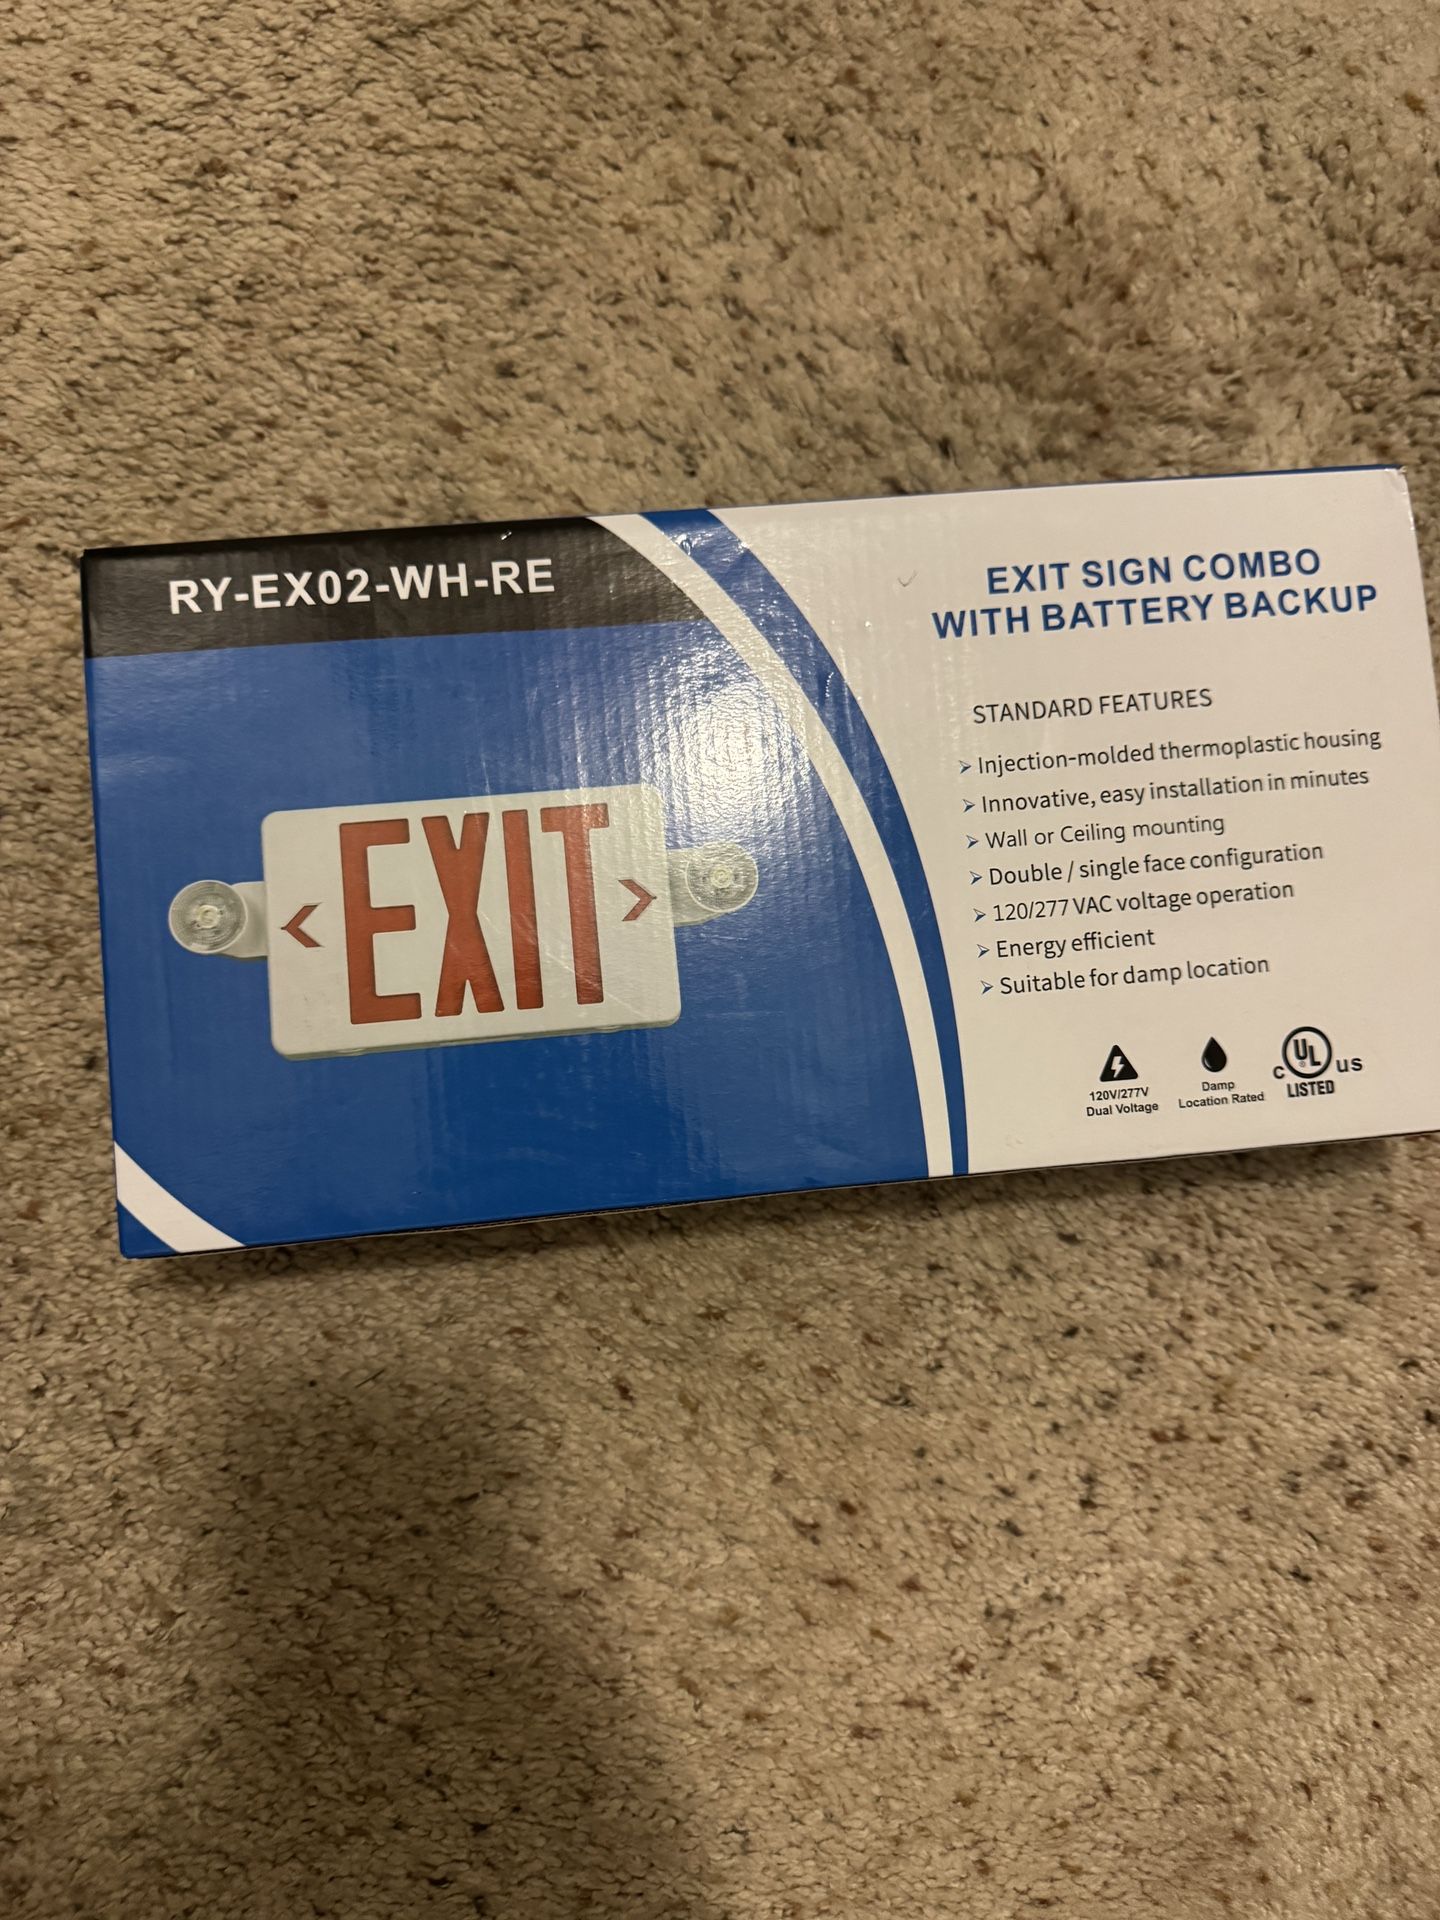 RY-EX02-WH-RE
EXIT
EXIT SIGN COMBO
WITH BATTERY BACKUP
STANDARD FEATURES
➢ Injection-molded thermoplastic housing
➢ Innovative, easy installation in minutes
➢ Wall or Ceiling mounting
➢ Double / single face configuration
➢ 120/277 VAC voltage operation
➢ Energy efficient
➢ Suitable for damp location
120V/277V
Dual Voltage
Damp
Location Rated
c UL ® us
LISTED